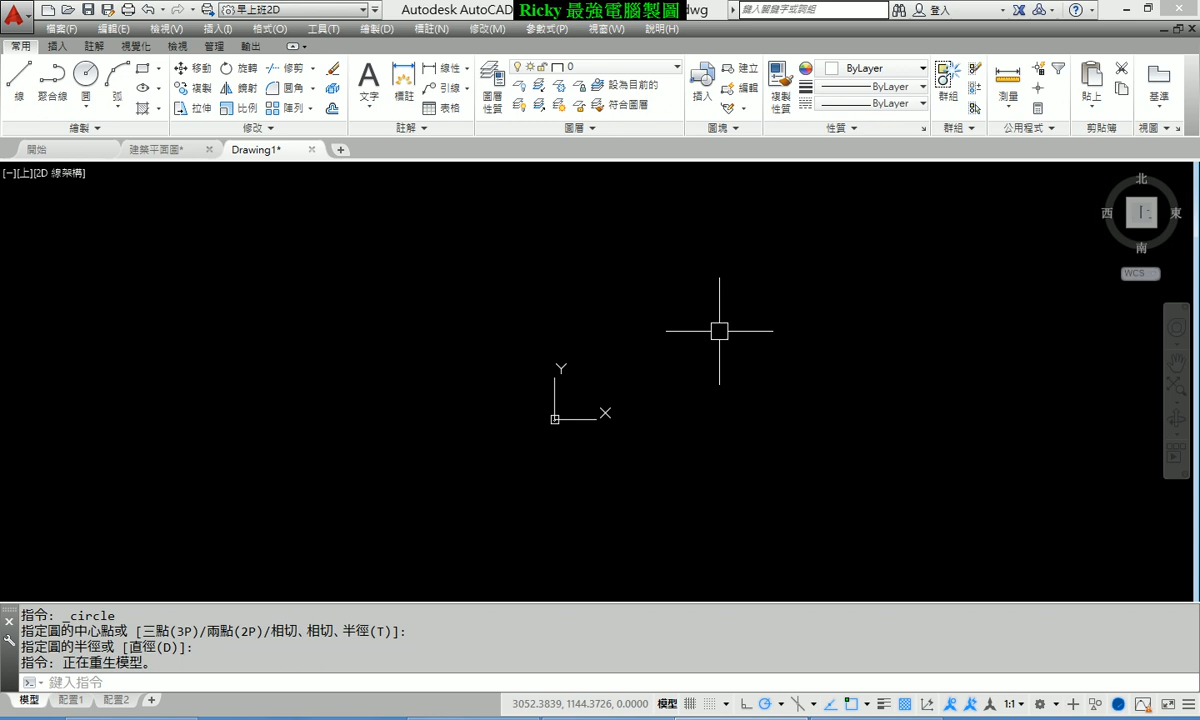 早上班2D
Autodesk AutoCAD
Ricky 最強電腦製圖
dwg
鍵入關鍵字或詞組
登入
檔案(F) 編輯(E) 檢視(V) 插入(I) 格式(O) 工具(T) 繪製(D) 標註(N) 修改(M) 參數式(P) 視窗(W) 說明(H)
常用 插入 註解 視覺化 檢視 管理 輸出
線 聚合線 圓 弧
移動 旋轉 修剪
複製 鏡射 圓角
拉伸 比例 陣列
文字 標註
線性
引線
表格
圖層性質
0
設為目前的
符合圖層
插入
建立
編輯
複製性質
ByLayer
ByLayer
ByLayer
群組
測量
貼上
基準
繪製 修改 註解 圖層 圖塊 性質 群組 公用程式 剪貼簿 視圖
開始 建築平面圖* Drawing1*
[−][上][2D 線架構]
北
西 上 東
南
WCS
Y
X
指令: _circle
指定圓的中心點或 [三點(3P)/兩點(2P)/相切、相切、半徑(T)]:
指定圓的半徑或 [直徑(D)]:
指令: 正在重生模型。
鍵入指令
模型 配置1 配置2 +
3052.3839, 1144.3726, 0.0000 模型 1:1